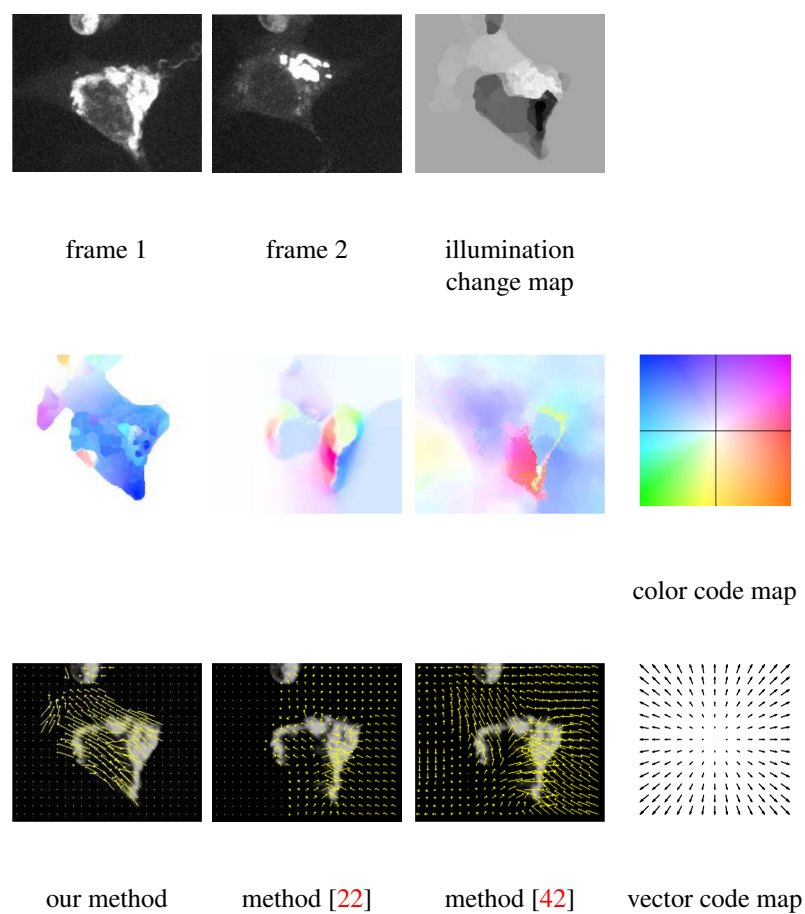 frame 1
frame 2
illumination
change map
color code map
our method
method [22]
method [42]
vector code map